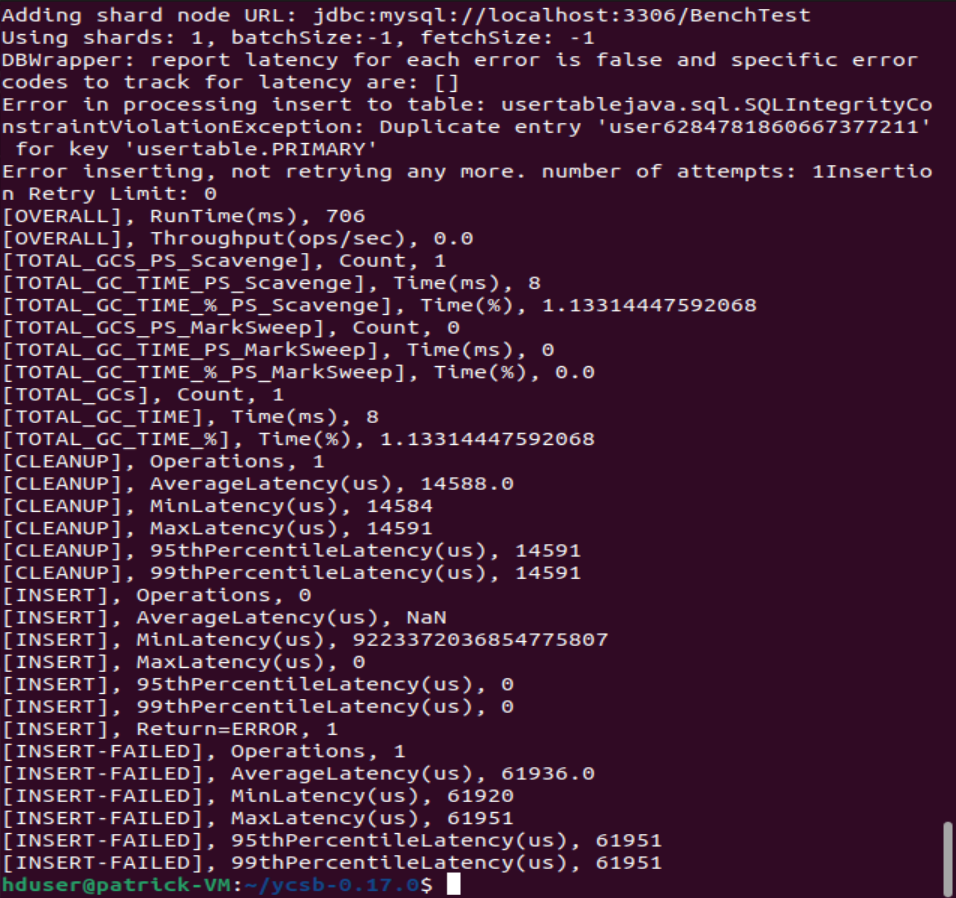 Adding shard node URL: jdbc:mysql://localhost:3306/BenchTest
Using shards: 1, batchSize:-1, fetchSize: -1
DBWrapper: report latency for each error is false and specific error
codes to track for latency are: []
Error in processing insert to table: usertablejava.sql.SQLIntegrityCo
nstraintViolationException: Duplicate entry 'user6284781860667377211'
 for key 'usertable.PRIMARY'
Error inserting, not retrying any more. number of attempts: 1Insertio
n Retry Limit: 0
[OVERALL], RunTime(ms), 706
[OVERALL], Throughput(ops/sec), 0.0
[TOTAL_GCS_PS_Scavenge], Count, 1
[TOTAL_GC_TIME_PS_Scavenge], Time(ms), 8
[TOTAL_GC_TIME_%_PS_Scavenge], Time(%), 1.13314447592068
[TOTAL_GCS_PS_MarkSweep], Count, 0
[TOTAL_GC_TIME_PS_MarkSweep], Time(ms), 0
[TOTAL_GC_TIME_%_PS_MarkSweep], Time(%), 0.0
[TOTAL_GCs], Count, 1
[TOTAL_GC_TIME], Time(ms), 8
[TOTAL_GC_TIME_%], Time(%), 1.13314447592068
[CLEANUP], Operations, 1
[CLEANUP], AverageLatency(us), 14588.0
[CLEANUP], MinLatency(us), 14584
[CLEANUP], MaxLatency(us), 14591
[CLEANUP], 95thPercentileLatency(us), 14591
[CLEANUP], 99thPercentileLatency(us), 14591
[INSERT], Operations, 0
[INSERT], AverageLatency(us), NaN
[INSERT], MinLatency(us), 9223372036854775807
[INSERT], MaxLatency(us), 0
[INSERT], 95thPercentileLatency(us), 0
[INSERT], 99thPercentileLatency(us), 0
[INSERT], Return=ERROR, 1
[INSERT-FAILED], Operations, 1
[INSERT-FAILED], AverageLatency(us), 61936.0
[INSERT-FAILED], MinLatency(us), 61920
[INSERT-FAILED], MaxLatency(us), 61951
[INSERT-FAILED], 95thPercentileLatency(us), 61951
[INSERT-FAILED], 99thPercentileLatency(us), 61951
hduser@patrick-VM:~/ycsb-0.17.0$